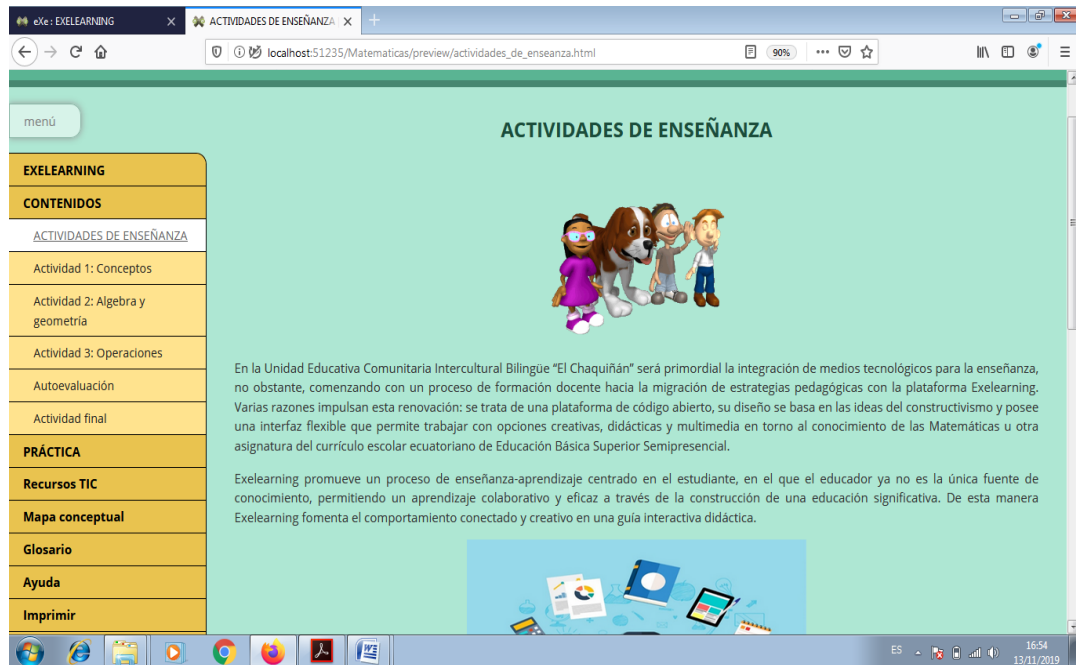 eXe : EXELEARNING
ACTIVIDADES DE ENSEÑANZA
localhost:51235/Matematicas/preview/actividades_de_enseanza.html
90%
menú
ACTIVIDADES DE ENSEÑANZA
EXELEARNING
CONTENIDOS
ACTIVIDADES DE ENSEÑANZA
Actividad 1: Conceptos
Actividad 2: Algebra y
geometría
Actividad 3: Operaciones
Autoevaluación
Actividad final
PRÁCTICA
Recursos TIC
Mapa conceptual
Glosario
Ayuda
Imprimir
En la Unidad Educativa Comunitaria Intercultural Bilingüe “El Chaquiñán” será primordial la integración de medios tecnológicos para la enseñanza,
no obstante, comenzando con un proceso de formación docente hacia la migración de estrategias pedagógicas con la plataforma Exelearning.
Varias razones impulsan esta renovación: se trata de una plataforma de código abierto, su diseño se basa en las ideas del constructivismo y posee
una interfaz flexible que permite trabajar con opciones creativas, didácticas y multimedia en torno al conocimiento de las Matemáticas u otra
asignatura del currículo escolar ecuatoriano de Educación Básica Superior Semipresencial.
Exelearning promueve un proceso de enseñanza-aprendizaje centrado en el estudiante, en el que el educador ya no es la única fuente de
conocimiento, permitiendo un aprendizaje colaborativo y eficaz a través de la construcción de una educación significativa. De esta manera
Exelearning fomenta el comportamiento conectado y creativo en una guía interactiva didáctica.
ES
16:54
13/11/2019